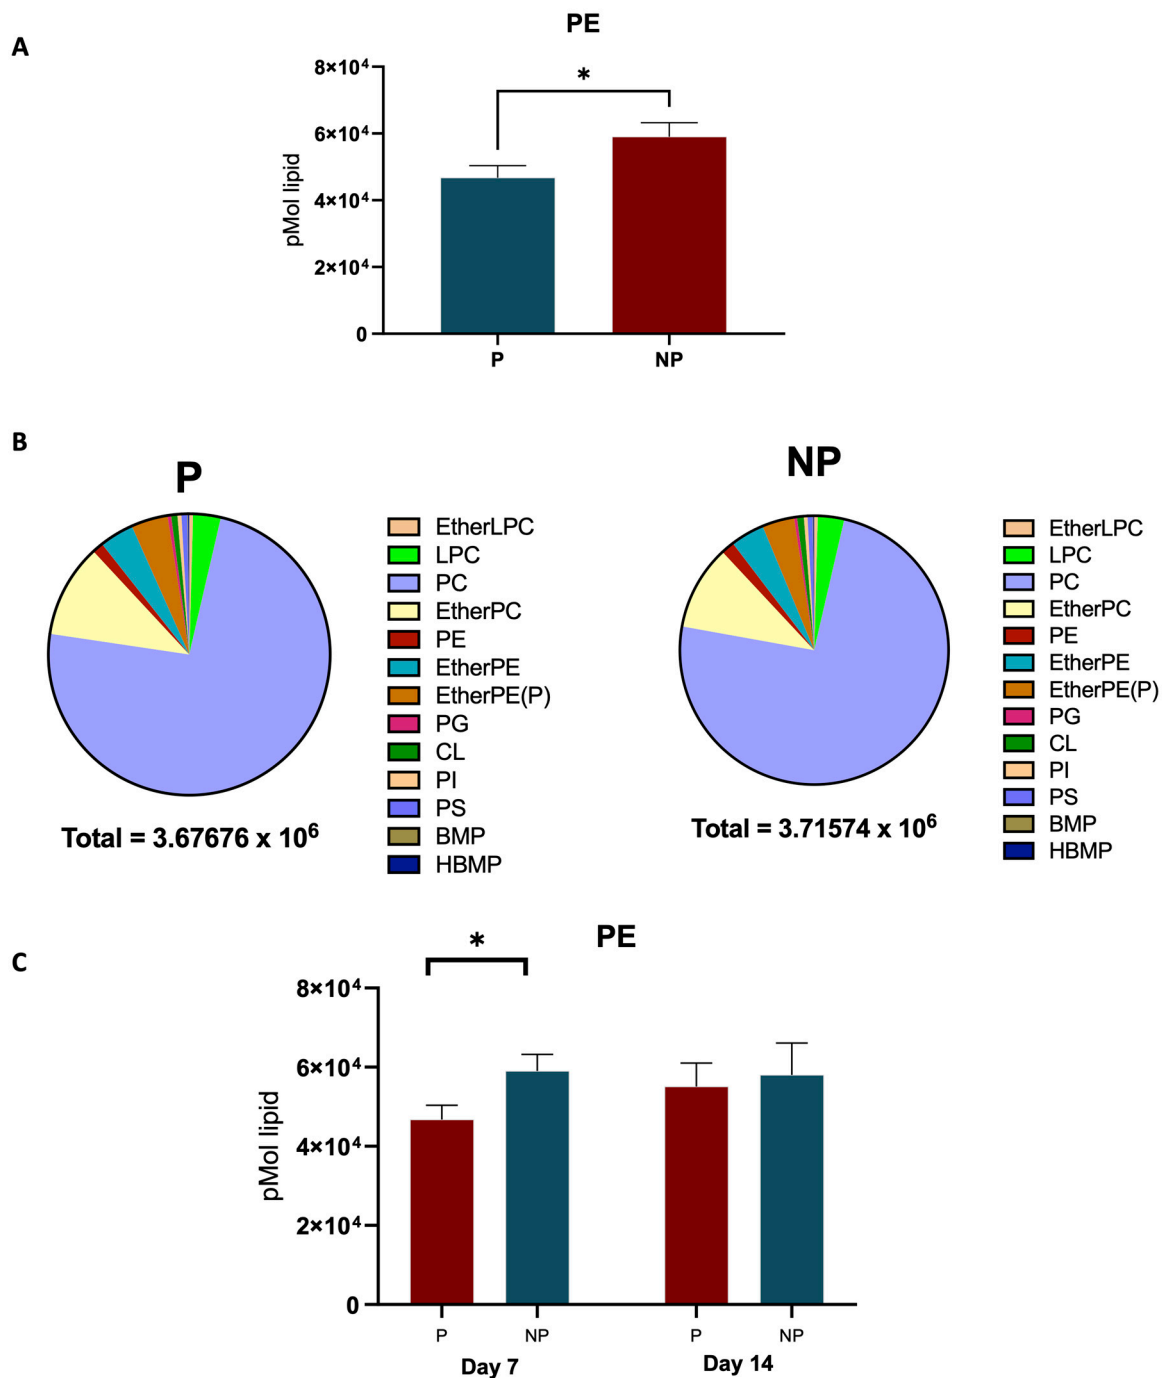 A
PE
*
8×10⁴
6×10⁴
4×10⁴
2×10⁴
0
pMol lipid
P
NP
B
P
EtherLPC
LPC
PC
EtherPC
PE
EtherPE
EtherPE(P)
PG
CL
PI
PS
BMP
HBMP
Total = 3.67676 x 10⁶
NP
EtherLPC
LPC
PC
EtherPC
PE
EtherPE
EtherPE(P)
PG
CL
PI
PS
BMP
HBMP
Total = 3.71574 x 10⁶
C
PE
*
8×10⁴
6×10⁴
4×10⁴
2×10⁴
0
pMol lipid
P
NP
P
NP
Day 7
Day 14